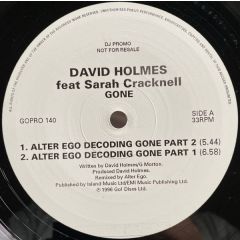 DJ PROMO
NOT FOR RESALE
DAVID HOLMES
feat Sarah Cracknell
GONE
GOPRO 140
SIDE A
33RPM
1. ALTER EGO DECODING GONE PART 2 (5.44)
2. ALTER EGO DECODING GONE PART 1 (6.58)
Written by David Holmes/G Morton.
Produced David Holmes.
Remixed by Alter Ego.
Published by Island Music Ltd/EMI Music Publishing Ltd.
℗ 1996 Go! Discs Ltd.